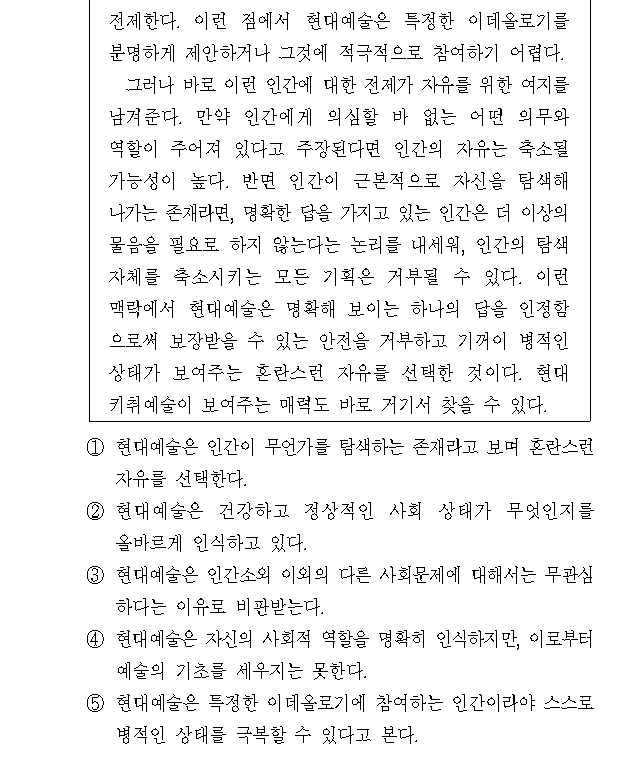 전제한다. 이런 점에서 현대예술은 특정한 이데올로기를
분명하게 제안하거나 그것에 적극적으로 참여하기 어렵다.
그러나 바로 이런 인간에 대한 전제가 자유를 위한 여지를
남겨준다. 만약 인간에게 의심할 바 없는 어떤 의무와
역할이 주어져 있다고 주장된다면 인간의 자유는 축소될
가능성이 높다. 반면 인간이 근본적으로 자신을 탐색해
나가는 존재라면, 명확한 답을 가지고 있는 인간은 더 이상의
물음을 필요로 하지 않는다는 논리를 내세워, 인간의 탐색
자체를 축소시키는 모든 기획은 거부될 수 있다. 이런
맥락에서 현대예술은 명확해 보이는 하나의 답을 인정함
으로써 보장받을 수 있는 안전을 거부하고 기꺼이 병적인
상태가 보여주는 혼란스런 자유를 선택한 것이다. 현대
키취예술이 보여주는 매력도 바로 거기서 찾을 수 있다.
① 현대예술은 인간이 무언가를 탐색하는 존재라고 보며 혼란스런
자유를 선택한다.
② 현대예술은 건강하고 정상적인 사회 상태가 무엇인지를
올바르게 인식하고 있다.
③ 현대예술은 인간소외 이외의 다른 사회문제에 대해서는 무관심
하다는 이유로 비판받는다.
④ 현대예술은 자신의 사회적 역할을 명확히 인식하지만, 이로부터
예술의 기초를 세우지는 못한다.
⑤ 현대예술은 특정한 이데올로기에 참여하는 인간이라야 스스로
병적인 상태를 극복할 수 있다고 본다.